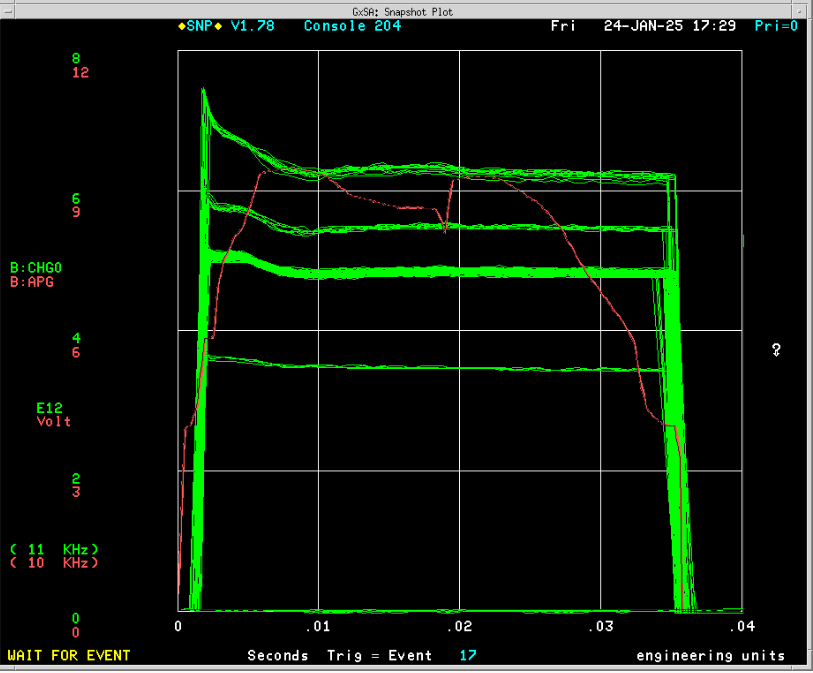 GxSA: Snapshot Plot
◆SNP◆ V1.78 Console 204 Fri 24-JAN-25 17:29 Pri=0
8
12
6
9
B:CHG0
B:APG
4
6
E12
Volt
2
3
( 11 KHz)
( 10 KHz)
0
0
0 .01 .02 .03 .04
WAIT FOR EVENT Seconds Trig = Event 17 engineering units